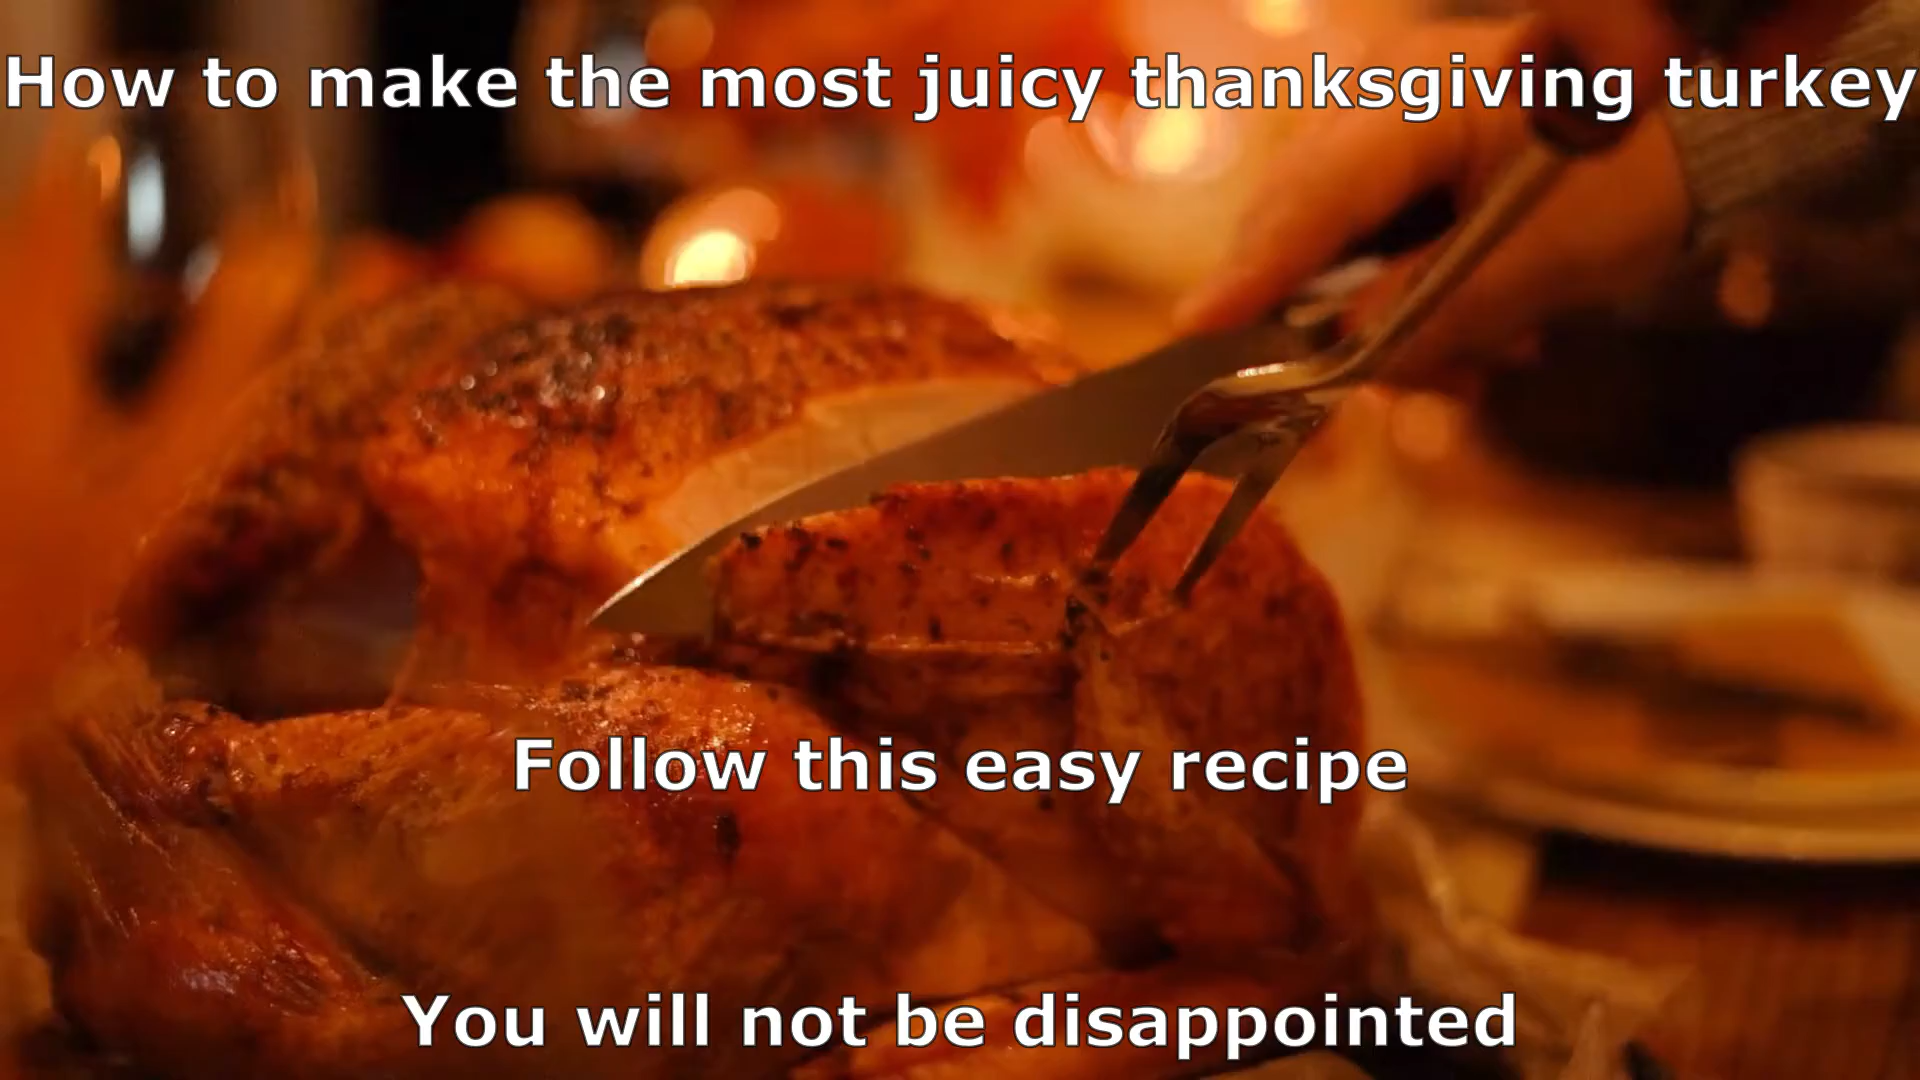 How to make the most juicy thanksgiving turkey
Follow this easy recipe
You will not be disappointed